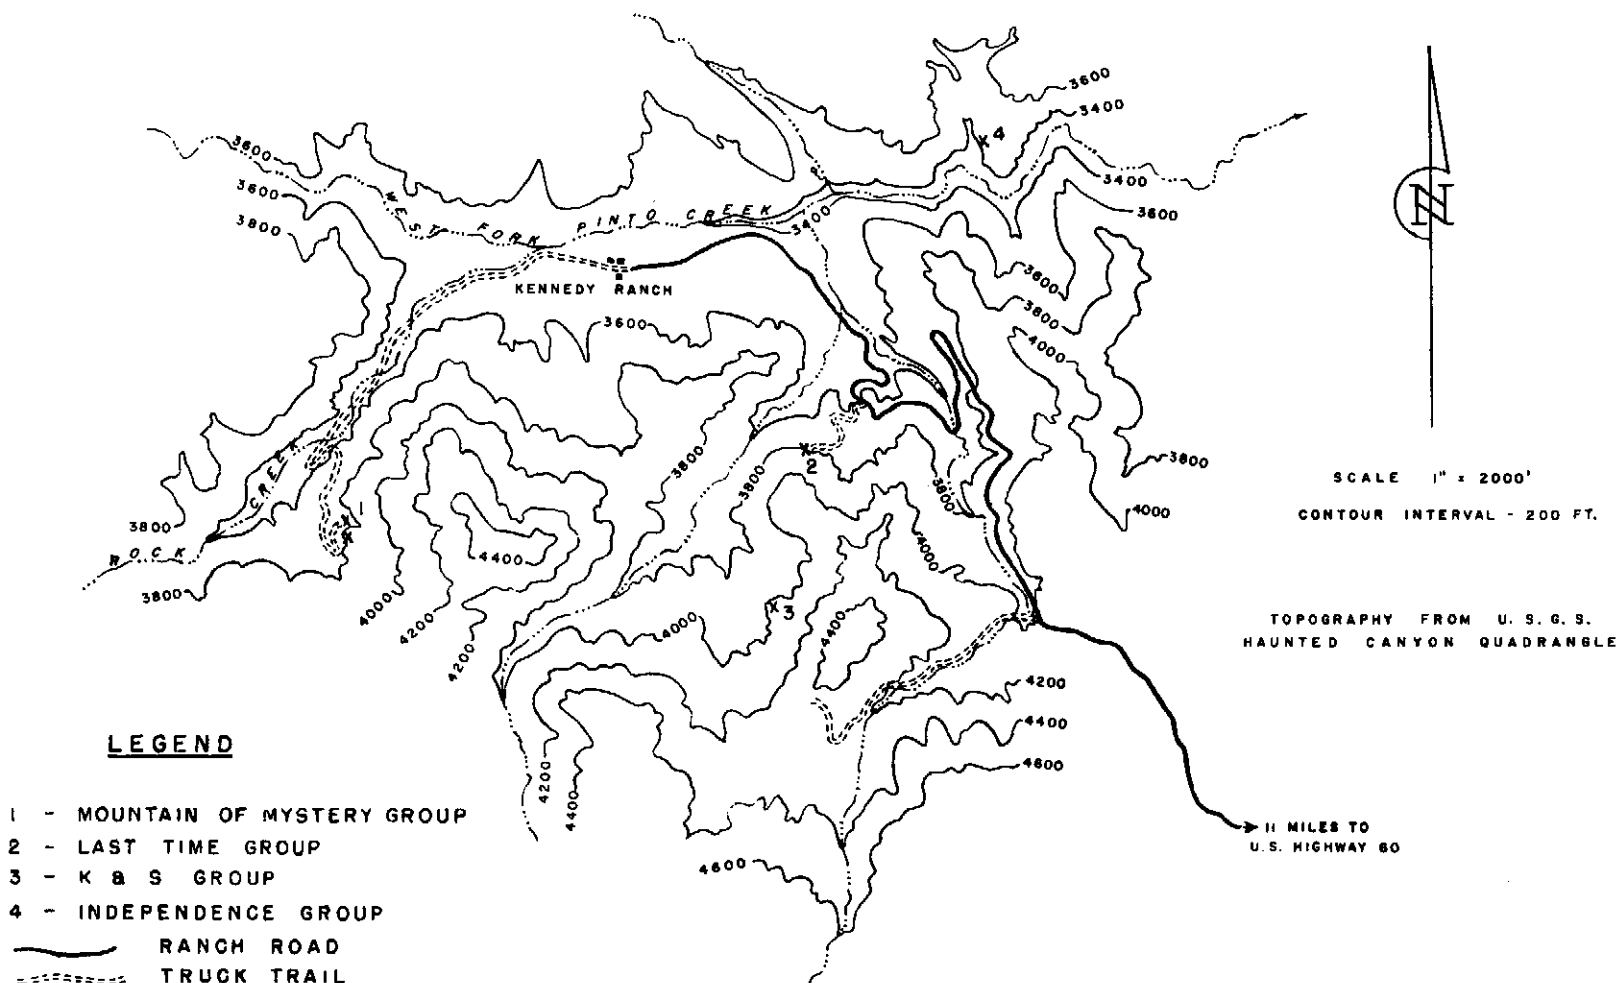 3600
3400
X4
3600
3400
3600
3600
3800
WEST FORK PINTO CREEK
3400
N
3600
KENNEDY RANCH
3800
3600
4000
3800
3800
X2
3800
3800
4000
SCALE 1" = 2000'
CONTOUR INTERVAL - 200 FT.
ROCK CREEK
1
3800
4400
4000
3800
4000
4200
X3
4000
4400
4200
TOPOGRAPHY FROM U. S. G. S.
HAUNTED CANYON QUADRANGLE
4200
4400
4600
4200
4400
4600
11 MILES TO
U.S. HIGHWAY 60
LEGEND
1 - MOUNTAIN OF MYSTERY GROUP
2 - LAST TIME GROUP
3 - K & S GROUP
4 - INDEPENDENCE GROUP
RANCH ROAD
TRUCK TRAIL